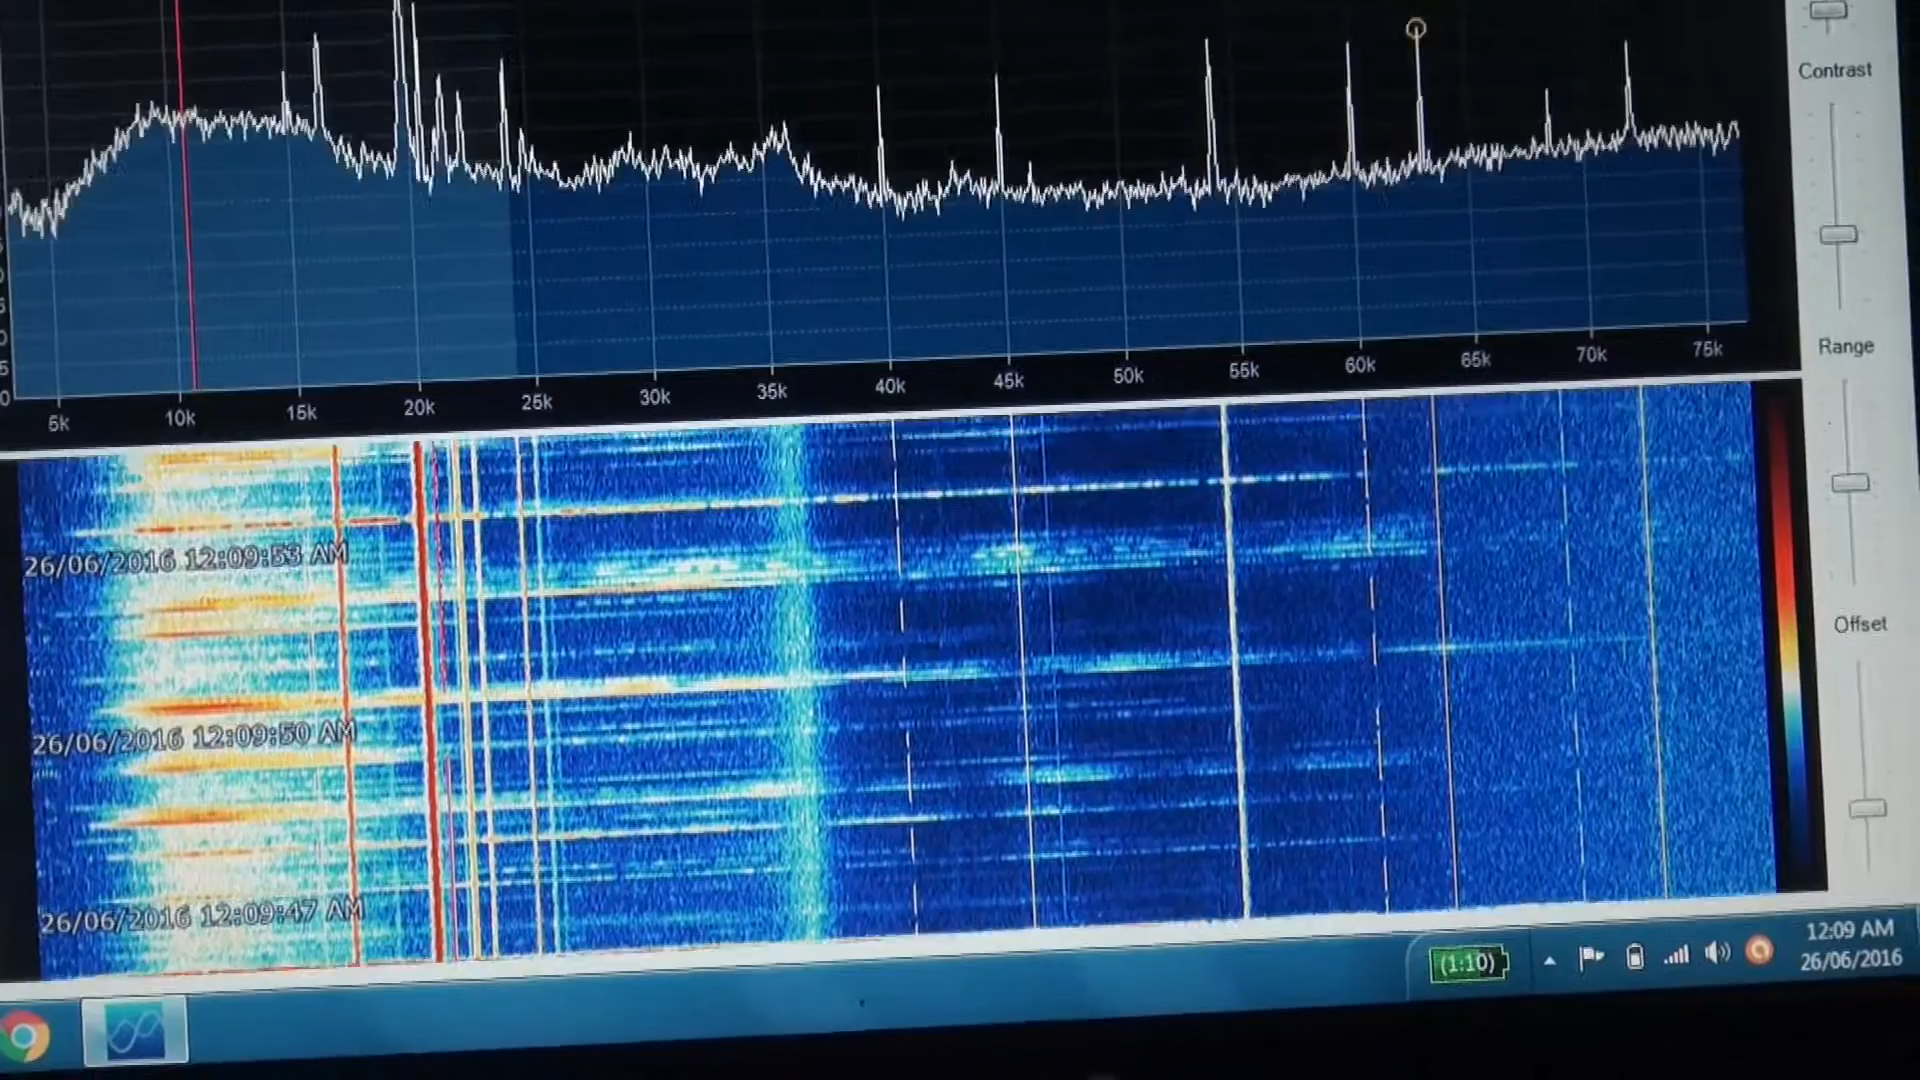 Contrast
Range
5k 10k 15k 20k 25k 30k 35k 40k 45k 50k 55k 60k 65k 70k 75k
Offset
26/06/2016 12:09:53 AM
26/06/2016 12:09:50 AM
26/06/2016 12:09:47 AM
(1:10)
12:09 AM
26/06/2016